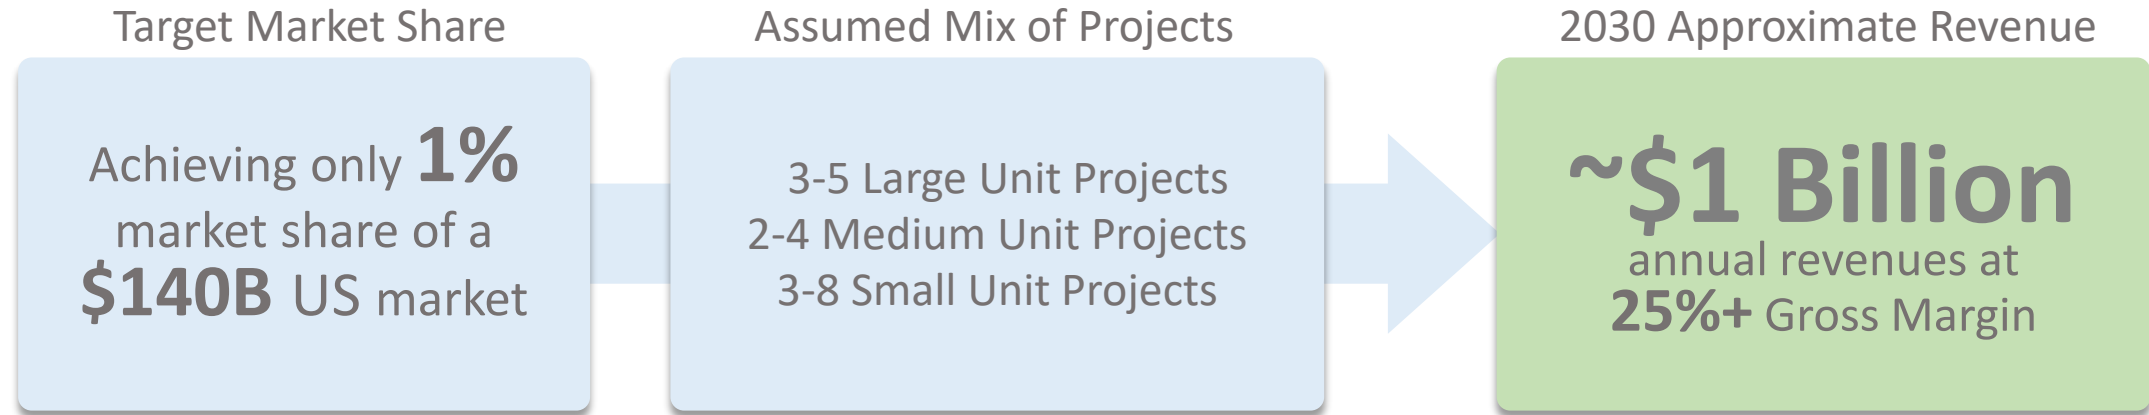 Target Market Share
Achieving only 1%
market share of a
$140B US market
Assumed Mix of Projects
3-5 Large Unit Projects
2-4 Medium Unit Projects
3-8 Small Unit Projects
2030 Approximate Revenue
~$1 Billion
annual revenues at
25%+ Gross Margin